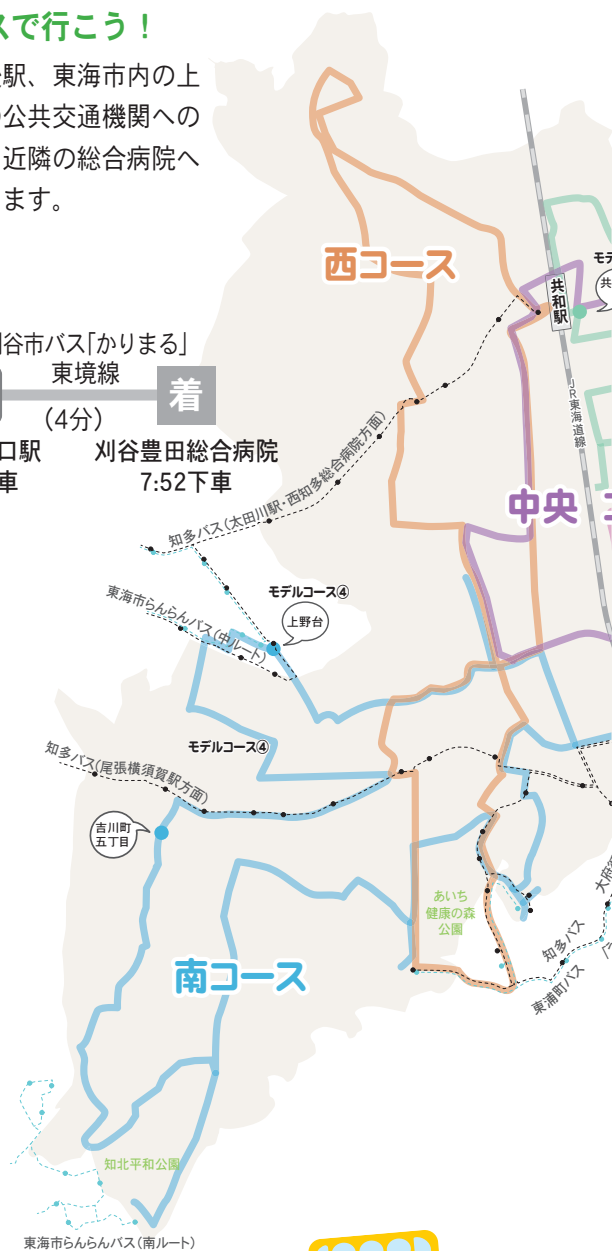 スで行こう！
駅、東海市内の上
公共交通機関への
近隣の総合病院へ
ます。
谷市バス「かりまる」
東境線
着
(4分)
口駅
車
刈谷豊田総合病院
7:52下車
西コース
共和駅
モデ
共
JR東海道線
中央 コ
知多バス（太田川駅・西知多総合病院方面）
東海市らんらんバス（中ルート）
モデルコース④
上野台
モデルコース④
知多バス（尾張横須賀駅方面）
吉川町
五丁目
あいち
健康の森
公園
南コース
知多バス
東浦町バス
大府
知北平和公園
東海市らんらんバス（南ルート）